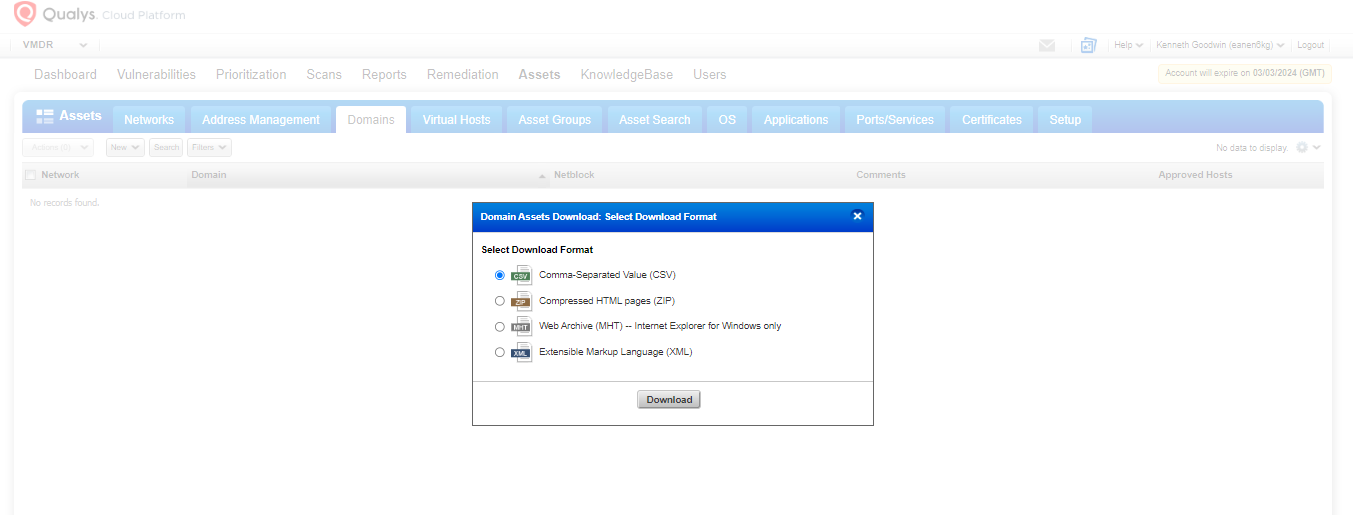 Qualys. Cloud Platform
VMDR
Help
Kenneth Goodwin (eanen6kg)
Logout
Dashboard Vulnerabilities Prioritization Scans Reports Remediation Assets KnowledgeBase Users
Account will expire on 03/03/2024 (GMT)
Assets Networks Address Management Domains Virtual Hosts Asset Groups Asset Search OS Applications Ports/Services Certificates Setup
Actions (0) New Search Filters No data to display.
Network Domain Netblock Comments Approved Hosts
No records found.
Domain Assets Download: Select Download Format
Select Download Format
CSV Comma-Separated Value (CSV)
ZIP Compressed HTML pages (ZIP)
MHT Web Archive (MHT) -- Internet Explorer for Windows only
XML Extensible Markup Language (XML)
Download